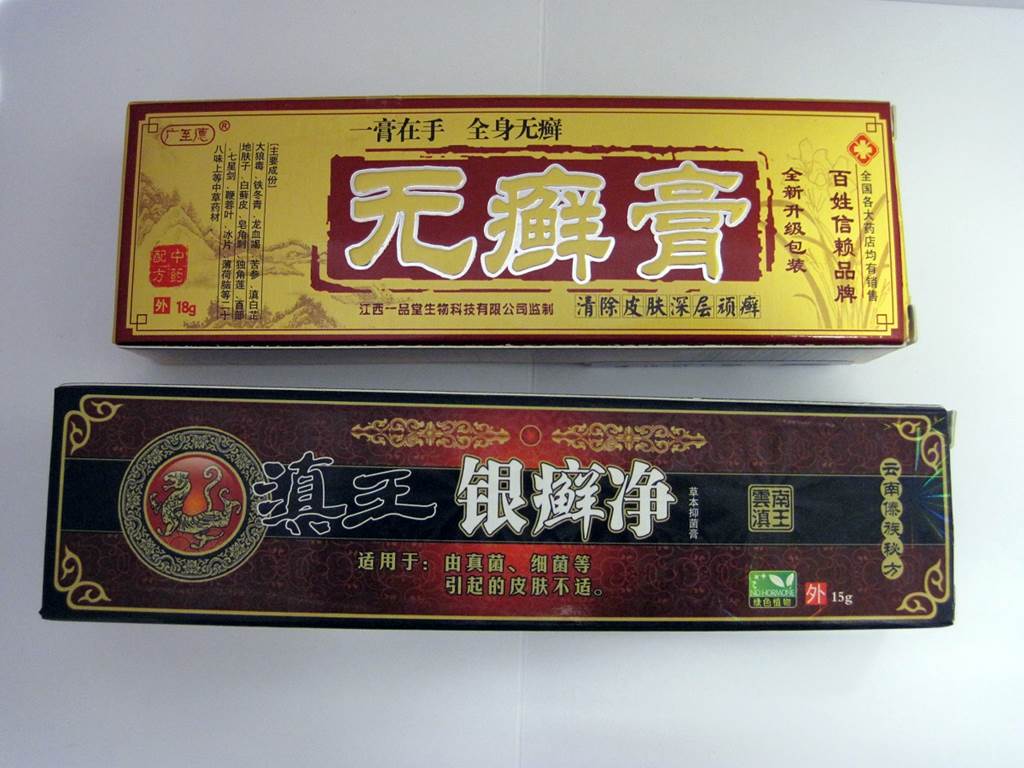 广至德®
一膏在手 全身无癣
[主要成份]
大狼毒、铁冬青、龙血竭、苦参、滇白芷
地肤子、白藓皮、皂角刺、独角莲、百部
七星剑、鞭蓉叶、冰片、薄荷脑等二十
八味上等中草药材
中药配方
外 18g
无癣膏
江西一品堂生物科技有限公司监制
清除皮肤深层顽癣
全新升级包装
百姓信赖品牌
全国各大药店均有销售
滇王
银癣净
草本抑菌膏
适用于：由真菌、细菌等
引起的皮肤不适。
雲南滇王
云南傣族秘方
NO HORMONE
绿色植物
外 15g